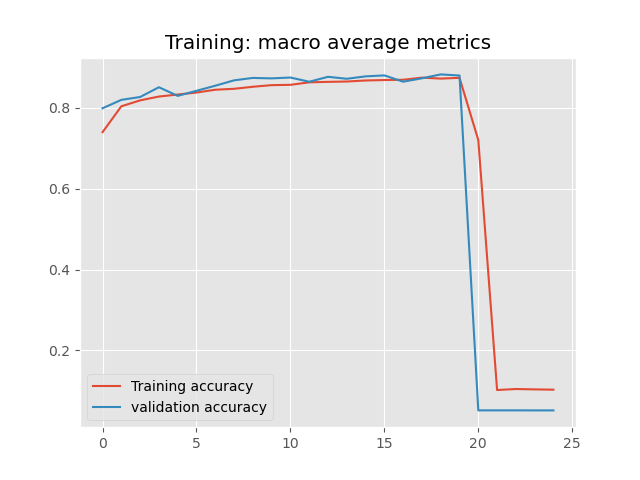 Training: macro average metrics
0.8
0.6
0.4
0.2
Training accuracy
validation accuracy
0 5 10 15 20 25